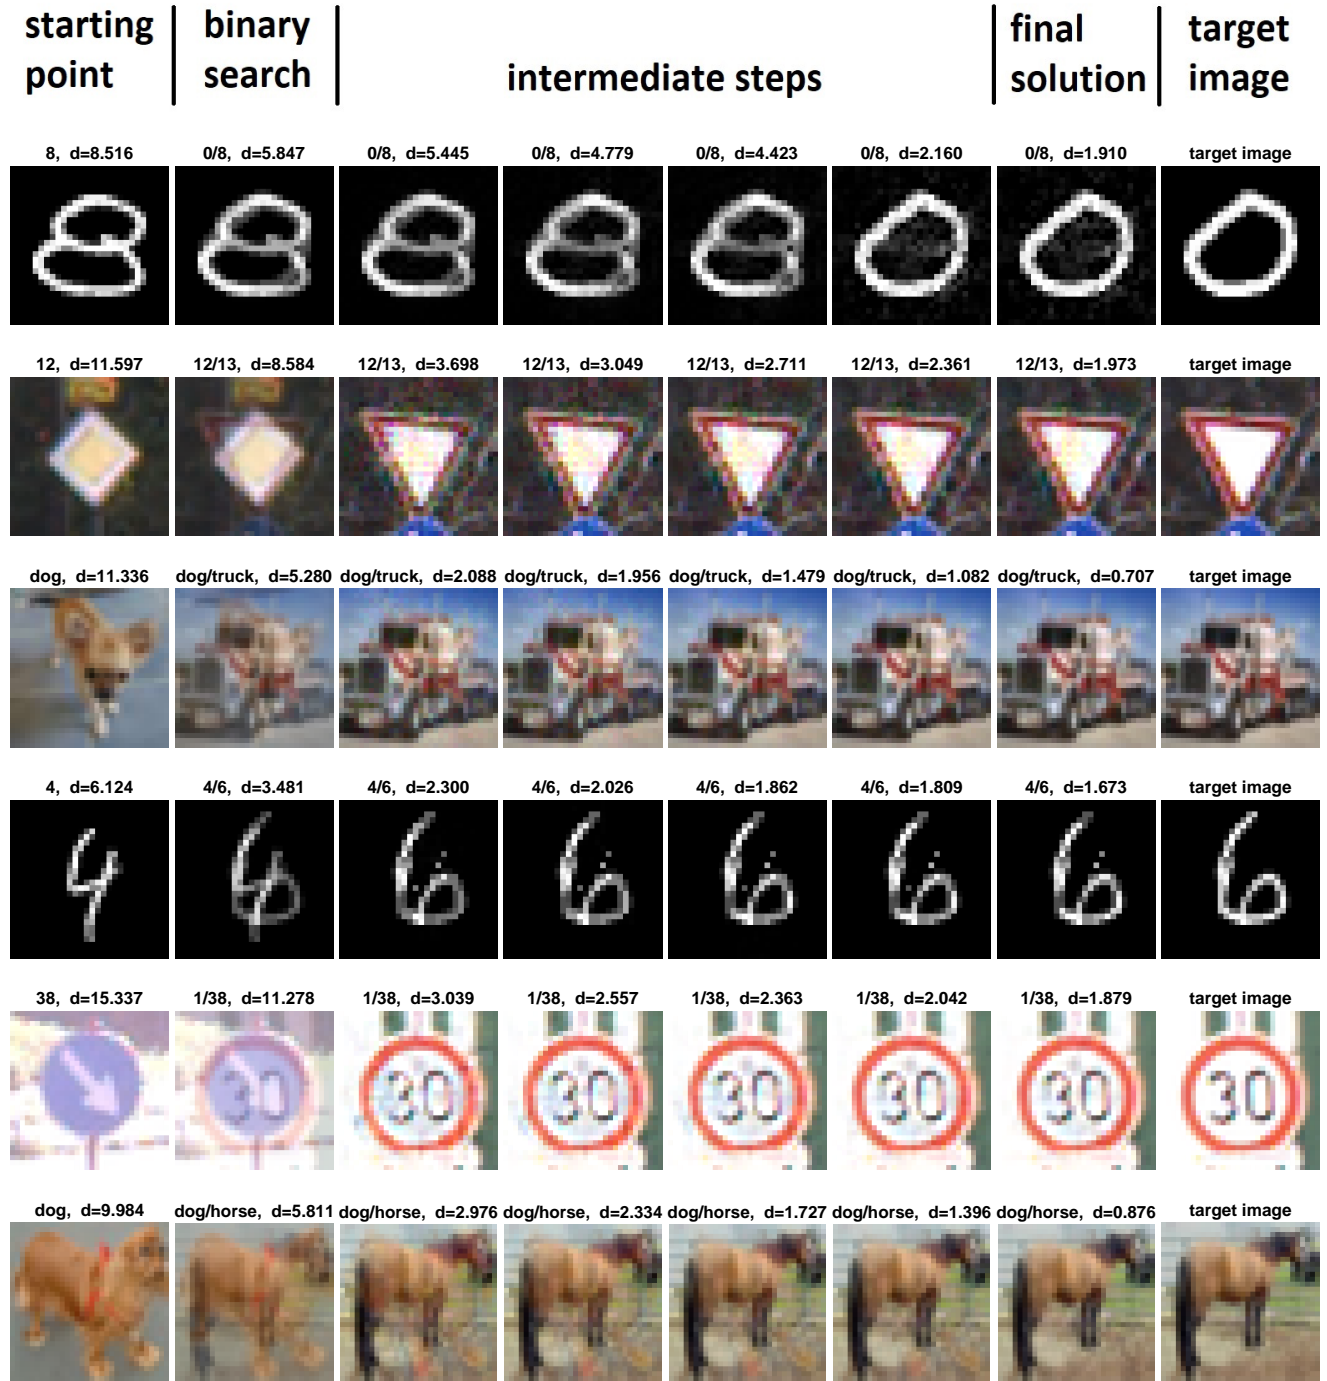 starting point
binary search
intermediate steps
final solution
target image
8, d=8.516
0/8, d=5.847
0/8, d=5.445
0/8, d=4.779
0/8, d=4.423
0/8, d=2.160
0/8, d=1.910
target image
12, d=11.597
12/13, d=8.584
12/13, d=3.698
12/13, d=3.049
12/13, d=2.711
12/13, d=2.361
12/13, d=1.973
target image
dog, d=11.336
dog/truck, d=5.280
dog/truck, d=2.088
dog/truck, d=1.956
dog/truck, d=1.479
dog/truck, d=1.082
dog/truck, d=0.707
target image
4, d=6.124
4/6, d=3.481
4/6, d=2.300
4/6, d=2.026
4/6, d=1.862
4/6, d=1.809
4/6, d=1.673
target image
38, d=15.337
1/38, d=11.278
1/38, d=3.039
1/38, d=2.557
1/38, d=2.363
1/38, d=2.042
1/38, d=1.879
target image
30
30
30
30
30
30
30
dog, d=9.984
dog/horse, d=5.811
dog/horse, d=2.976
dog/horse, d=2.334
dog/horse, d=1.727
dog/horse, d=1.396
dog/horse, d=0.876
target image